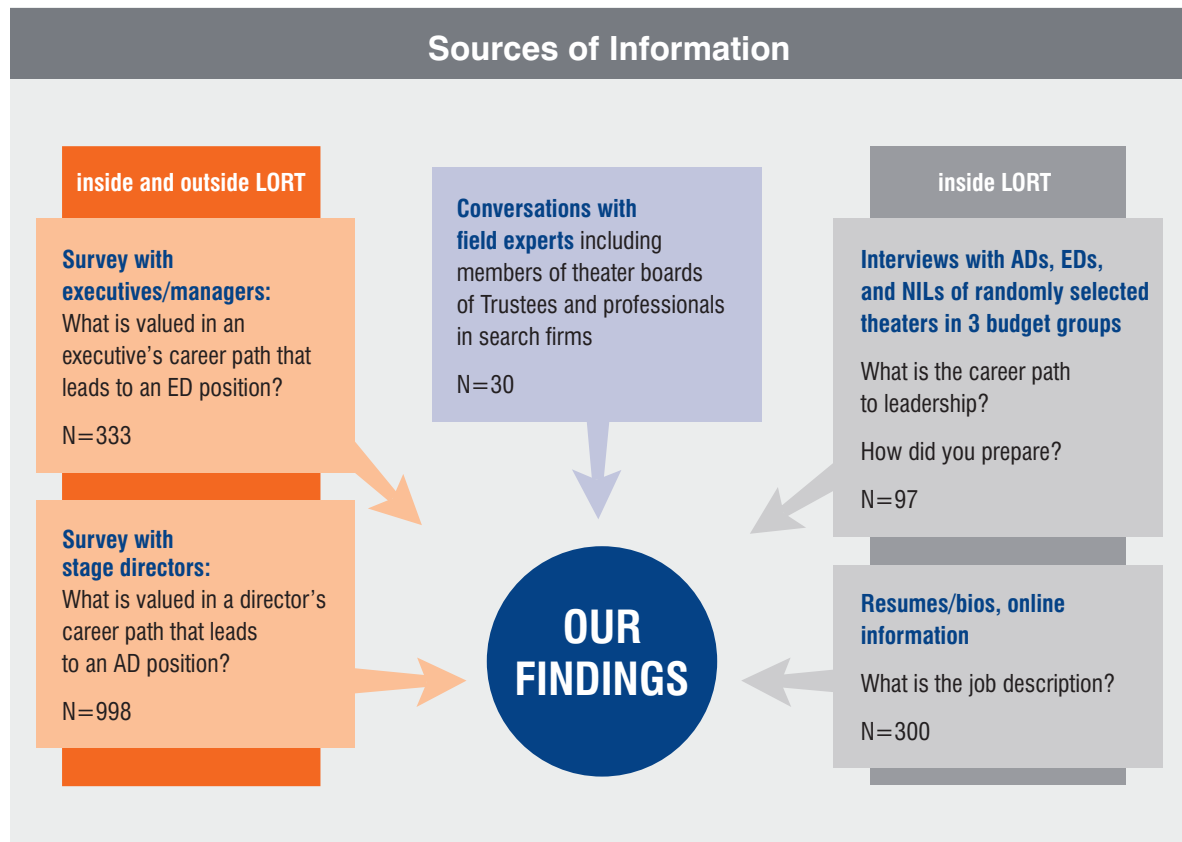 Sources of Information
inside and outside LORT
Survey with
executives/managers:
What is valued in an
executive's career path that
leads to an ED position?
N=333
Survey with
stage directors:
What is valued in a director's
career path that leads
to an AD position?
N=998
Conversations with
field experts including
members of theater boards
of Trustees and professionals
in search firms
N=30
OUR
FINDINGS
inside LORT
Interviews with ADs, EDs,
and NILs of randomly selected
theaters in 3 budget groups
What is the career path
to leadership?
How did you prepare?
N=97
Resumes/bios, online
information
What is the job description?
N=300